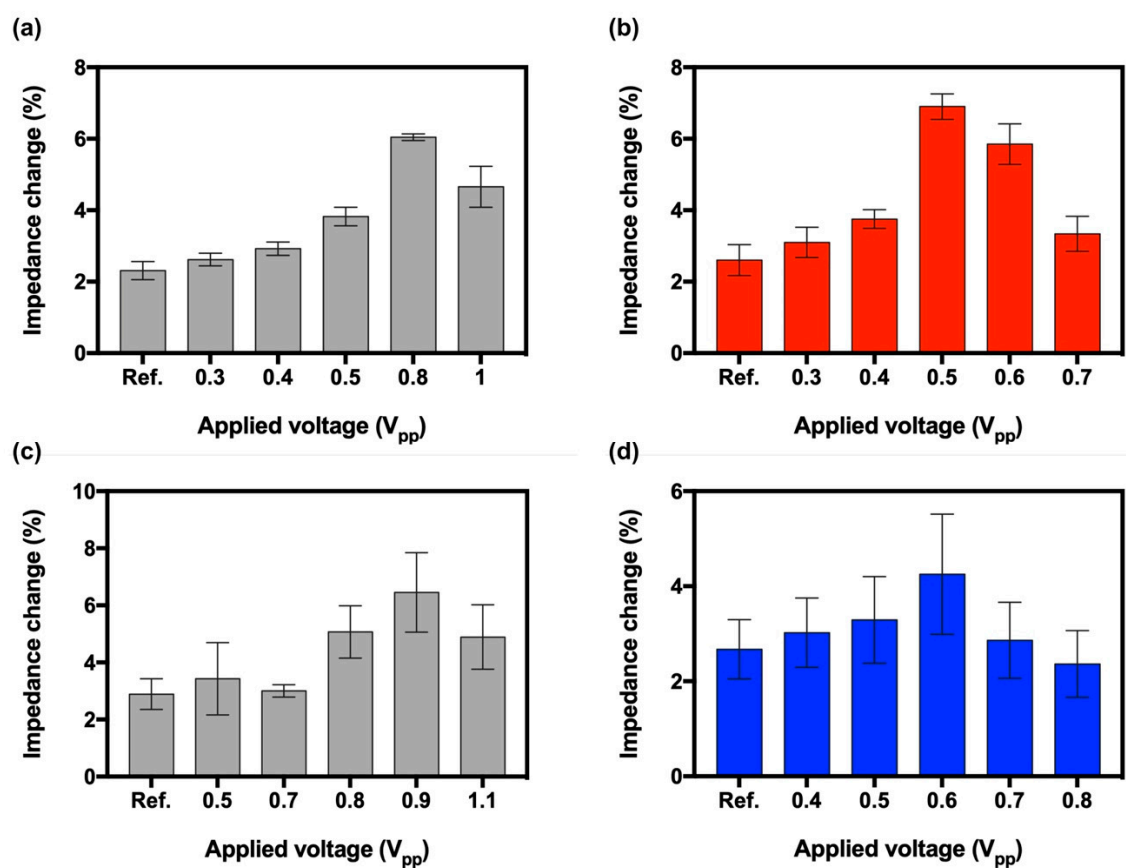 (a)
Impedance change (%)
8
6
4
2
0
Ref. 0.3 0.4 0.5 0.8 1
Applied voltage (Vpp)
(b)
Impedance change (%)
8
6
4
2
0
Ref. 0.3 0.4 0.5 0.6 0.7
Applied voltage (Vpp)
(c)
Impedance change (%)
10
8
6
4
2
0
Ref. 0.5 0.7 0.8 0.9 1.1
Applied voltage (Vpp)
(d)
Impedance change (%)
6
4
2
0
Ref. 0.4 0.5 0.6 0.7 0.8
Applied voltage (Vpp)